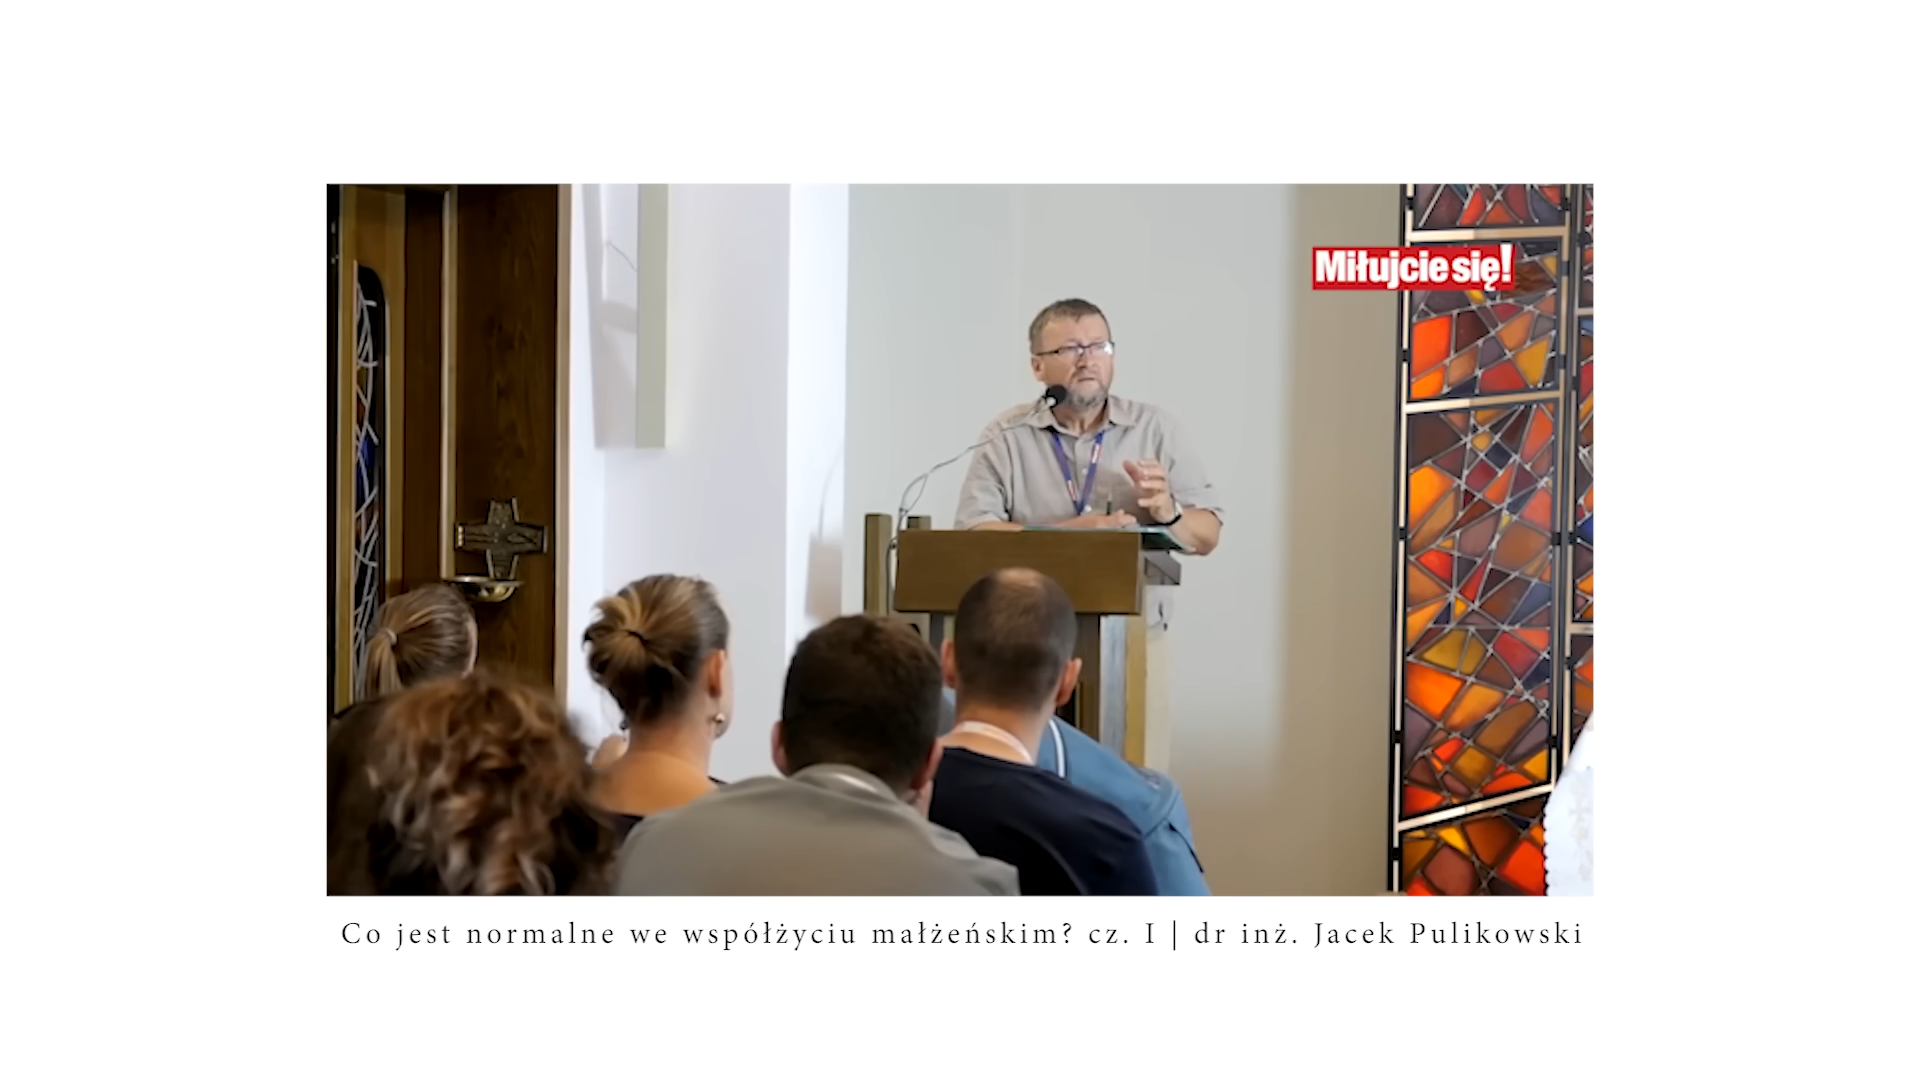 Miłujcie się!
Co jest normalne we współżyciu małżeńskim? cz. I | dr inż. Jacek Pulikowski